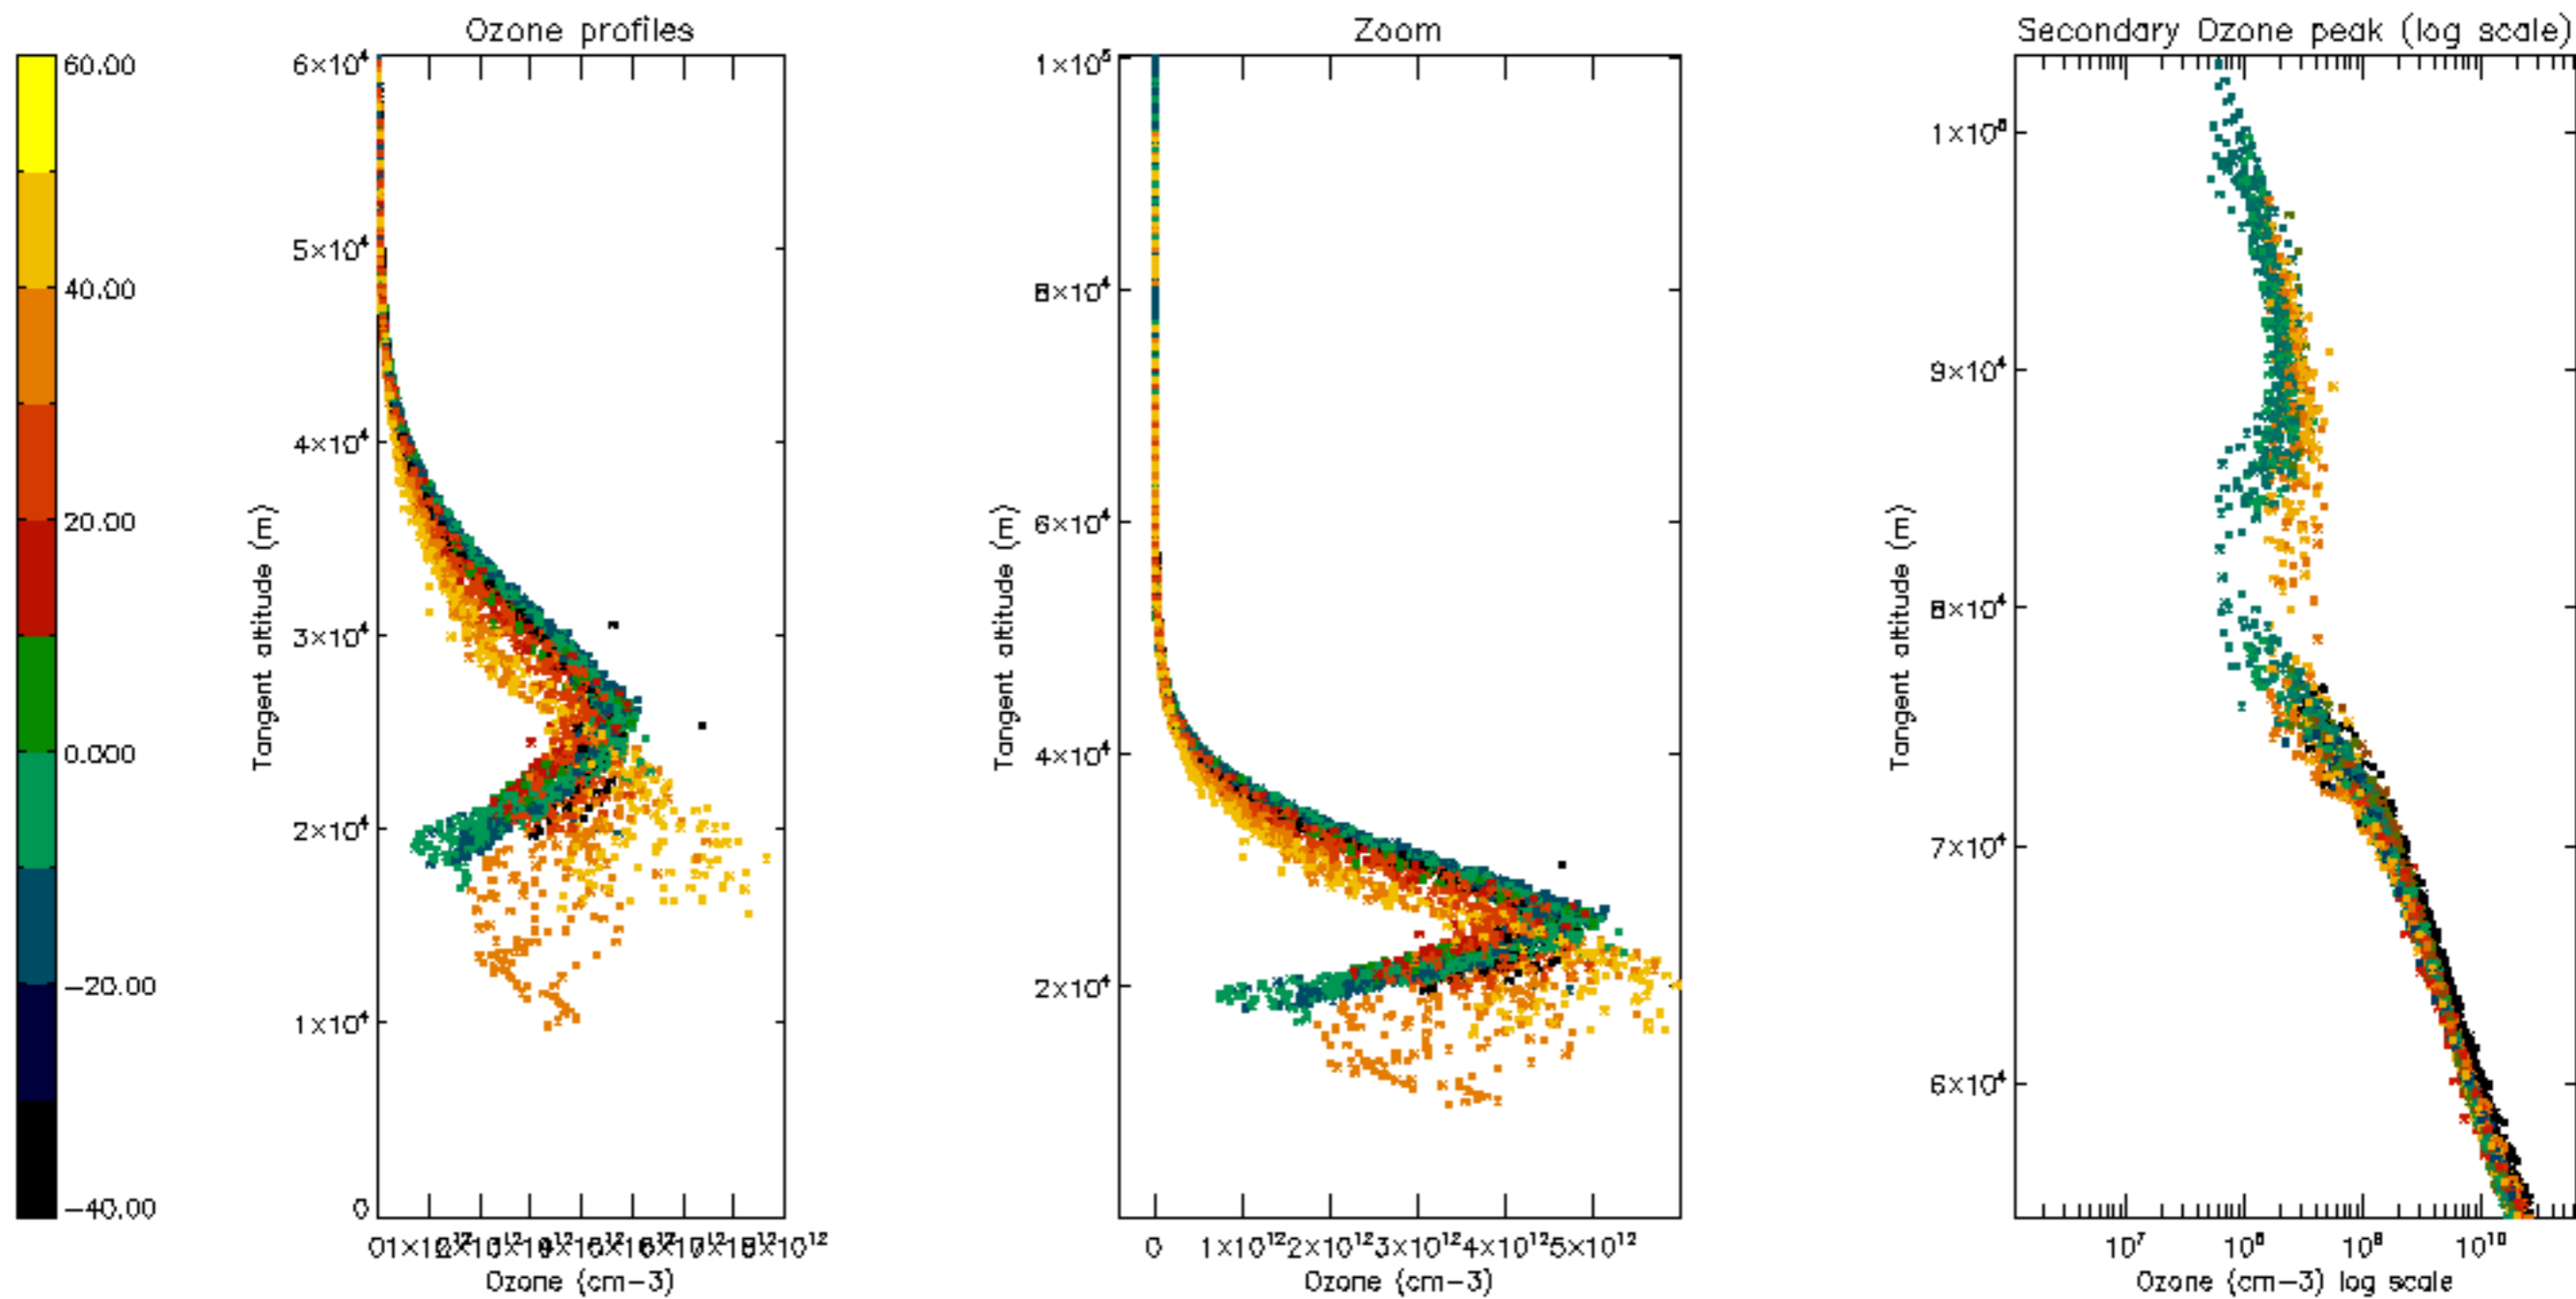 Ozone profiles
Zoom
Secondary Ozone peak (log scale)
60.00
40.00
20.00
0.000
−20.00
−40.00
6×10⁴
5×10⁴
4×10⁴
3×10⁴
2×10⁴
1×10⁴
0
Tangent altitude (m)
8×10¹²
Ozone (cm−3)
1×10⁵
8×10⁴
6×10⁴
4×10⁴
2×10⁴
Tangent altitude (m)
0 1×10¹² 2×10¹² 3×10¹² 4×10¹² 5×10¹²
Ozone (cm−3)
9×10⁴
8×10⁴
7×10⁴
6×10⁴
Tangent altitude (m)
10⁷ 10⁸ 10⁹ 10¹⁰
Ozone (cm−3) log scale